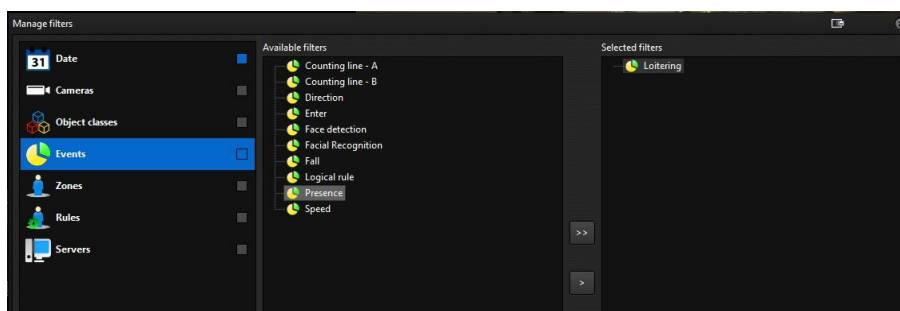 Manage filters
31 Date
Cameras
Object classes
Events
Zones
Rules
Servers
Available filters
Counting line - A
Counting line - B
Direction
Enter
Face detection
Facial Recognition
Fall
Logical rule
Presence
Speed
>>
>
Selected filters
Loitering